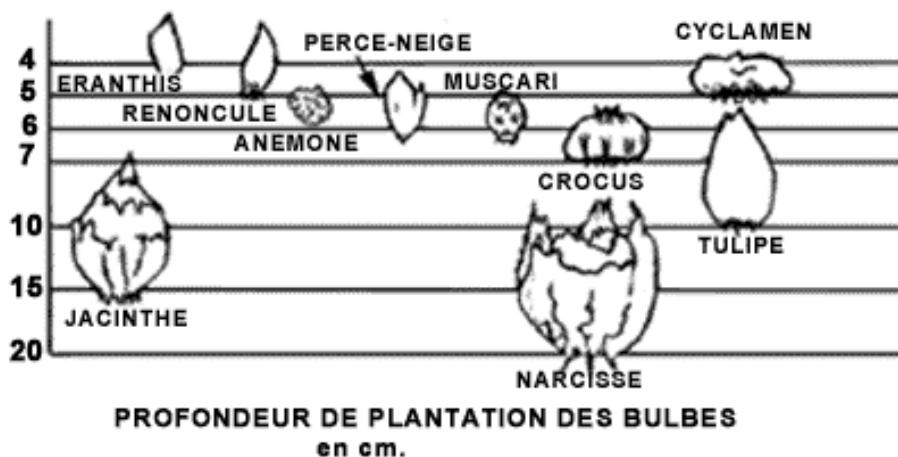 CYCLAMEN
PERCE-NEIGE
4
ERANTHIS
MUSCARI
5
RENONCULE
6
ANEMONE
7
CROCUS
10
TULIPE
15
JACINTHE
20
NARCISSE
PROFONDEUR DE PLANTATION DES BULBES
en cm.